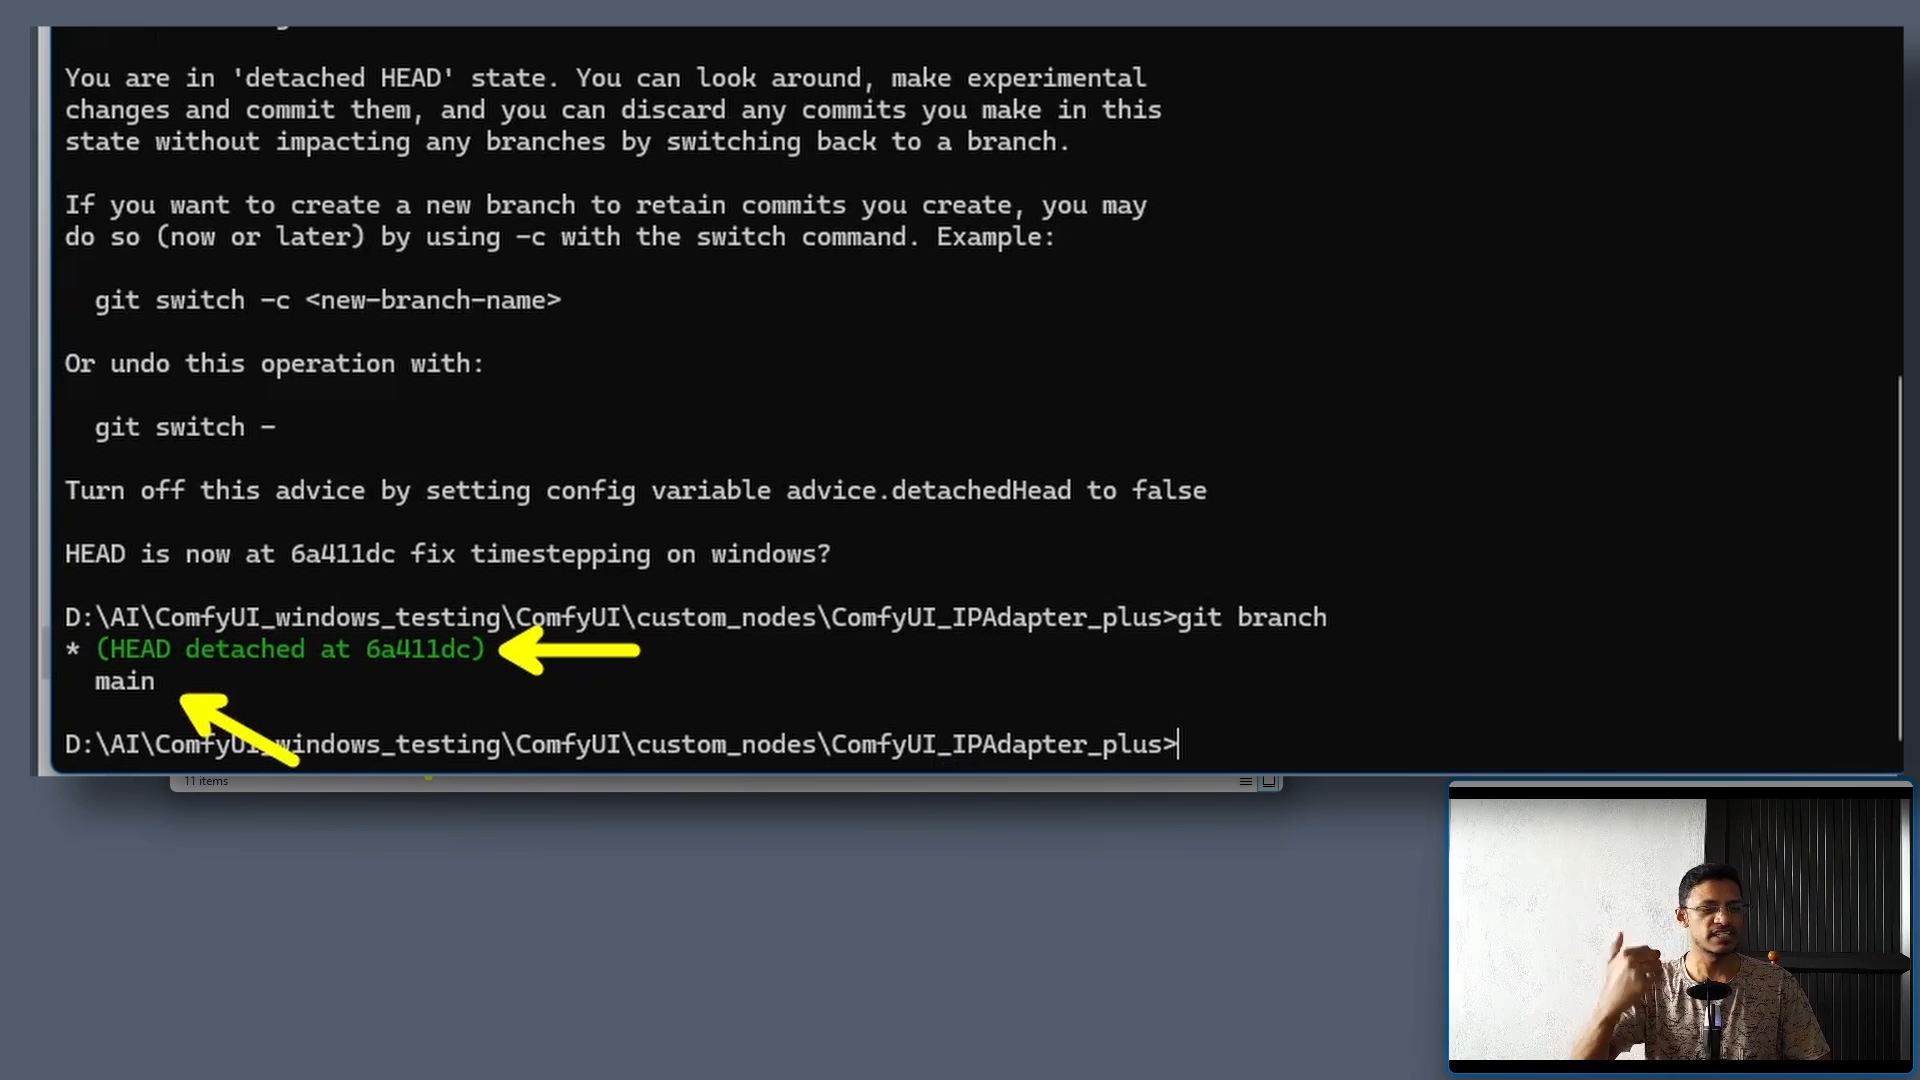 You are in 'detached HEAD' state. You can look around, make experimental
changes and commit them, and you can discard any commits you make in this
state without impacting any branches by switching back to a branch.
If you want to create a new branch to retain commits you create, you may
do so (now or later) by using -c with the switch command. Example:
git switch -c <new-branch-name>
Or undo this operation with:
git switch -
Turn off this advice by setting config variable advice.detachedHead to false
HEAD is now at 6a411dc fix timestepping on windows?
D:\AI\ComfyUI_windows_testing\ComfyUI\custom_nodes\ComfyUI_IPAdapter_plus>git branch
* (HEAD detached at 6a411dc)
main
D:\AI\ComfyUI_windows_testing\ComfyUI\custom_nodes\ComfyUI_IPAdapter_plus>
11 items